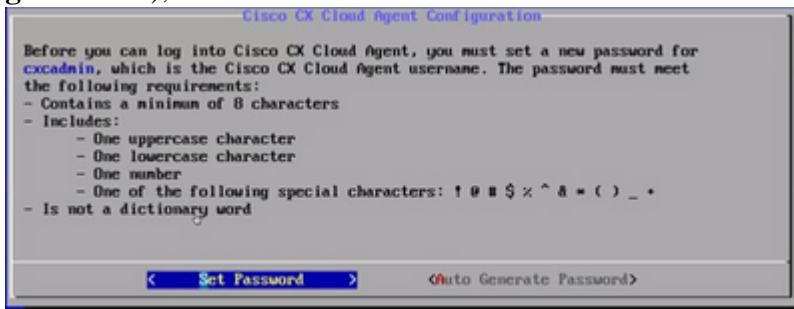 Cisco CX Cloud Agent Configuration
Before you can log into Cisco CX Cloud Agent, you must set a new password for
cxcadmin, which is the Cisco CX Cloud Agent username. The password must meet
the following requirements:
- Contains a minimum of 8 characters
- Includes:
- One uppercase character
- One lowercase character
- One number
- One of the following special characters: ! @ # $ % ^ & * ( ) _ +
- Is not a dictionary word
< Set Password > <Auto Generate Password>